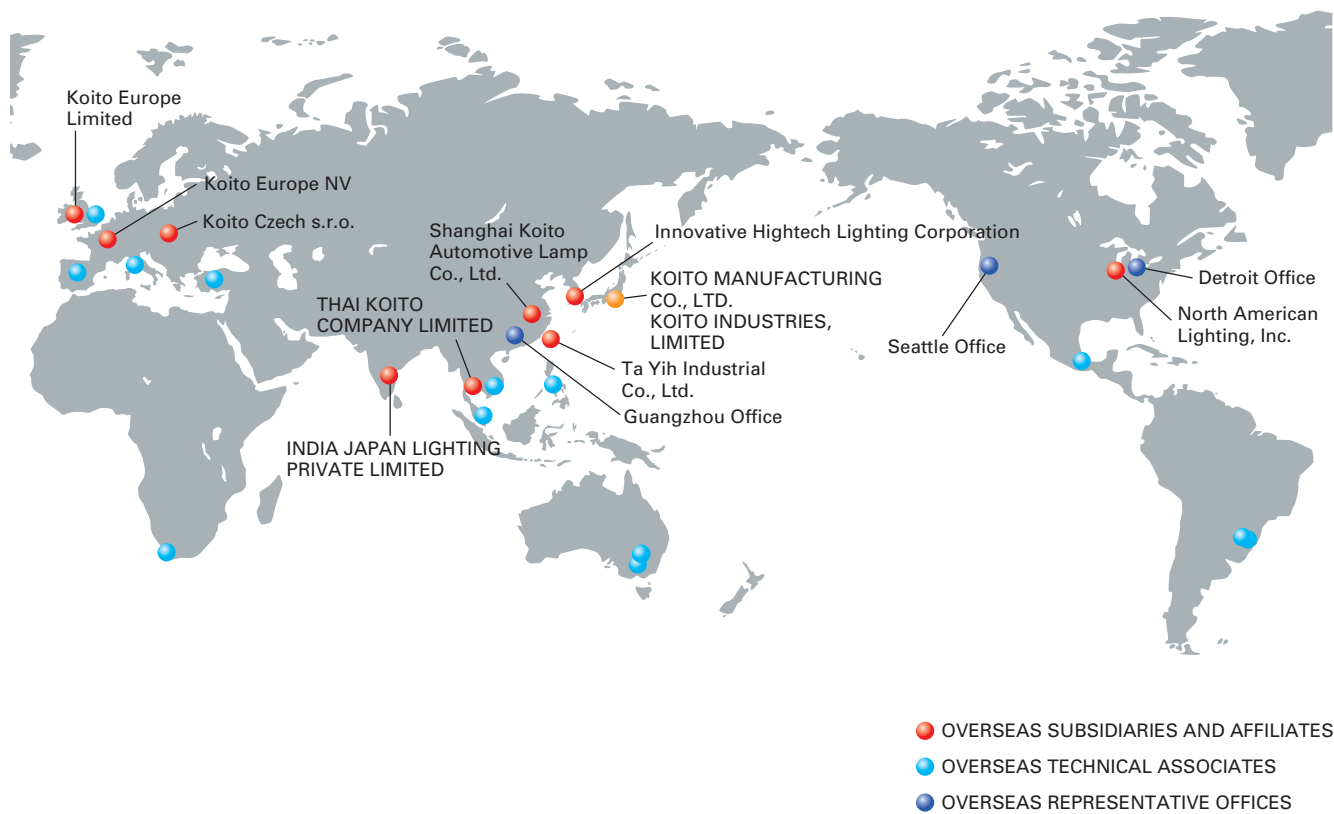 Koito Europe
Limited
Koito Europe NV
Koito Czech s.r.o.
Shanghai Koito
Automotive Lamp
Co., Ltd.
Innovative Hightech Lighting Corporation
KOITO MANUFACTURING
CO., LTD.
KOITO INDUSTRIES,
LIMITED
THAI KOITO
COMPANY LIMITED
Ta Yih Industrial
Co., Ltd.
Guangzhou Office
INDIA JAPAN LIGHTING
PRIVATE LIMITED
Seattle Office
Detroit Office
North American
Lighting, Inc.
OVERSEAS SUBSIDIARIES AND AFFILIATES
OVERSEAS TECHNICAL ASSOCIATES
OVERSEAS REPRESENTATIVE OFFICES